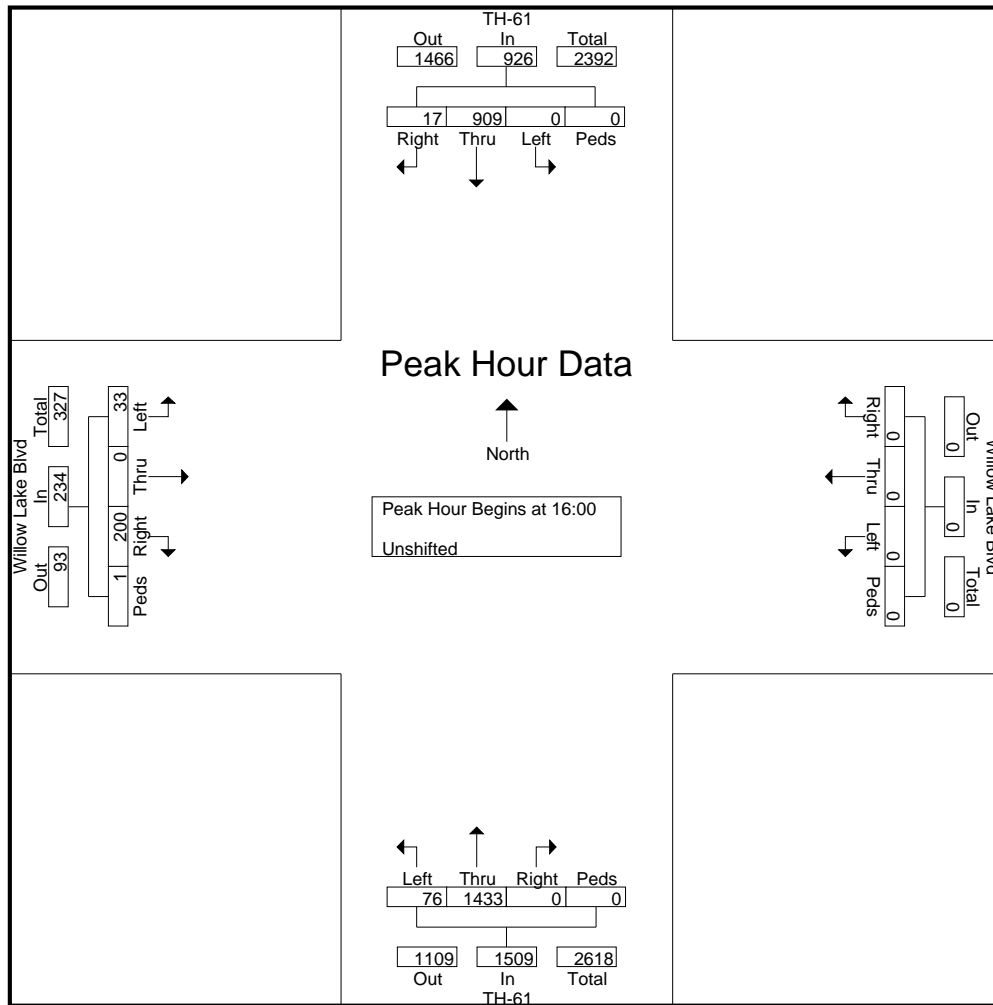 TH-61
Out In Total
1466 926 2392
17 909 0 0
Right Thru Left Peds
Peak Hour Data
North
Peak Hour Begins at 16:00
Unshifted
Willow Lake Blvd
Out In Total
93 234 327
33 0 200 1
Left Thru Right Peds
Willow Lake Blvd
Out In Total
0 0 0
Right Thru Left Peds
0 0 0 0
Left Thru Right Peds
76 1433 0 0
1109 1509 2618
Out In Total
TH-61